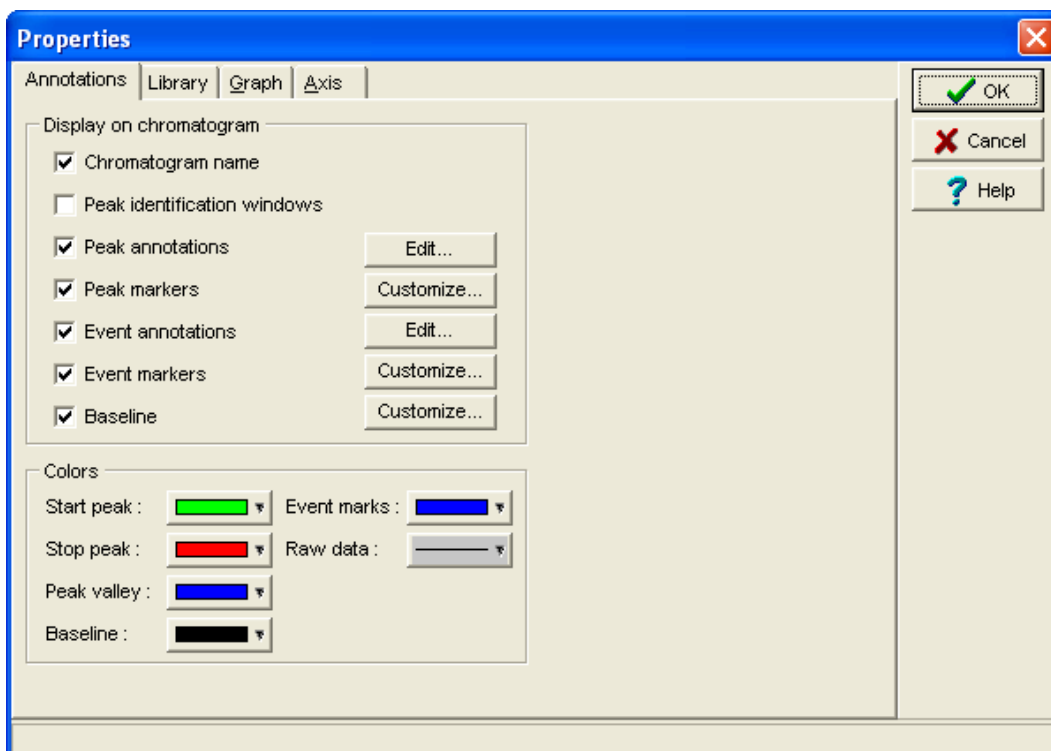 Properties
Annotations Library Graph Axis
OK
Cancel
Help
Display on chromatogram
Chromatogram name
Peak identification windows
Peak annotations Edit...
Peak markers Customize...
Event annotations Edit...
Event markers Customize...
Baseline Customize...
Colors
Start peak : Event marks :
Stop peak : Raw data :
Peak valley :
Baseline :